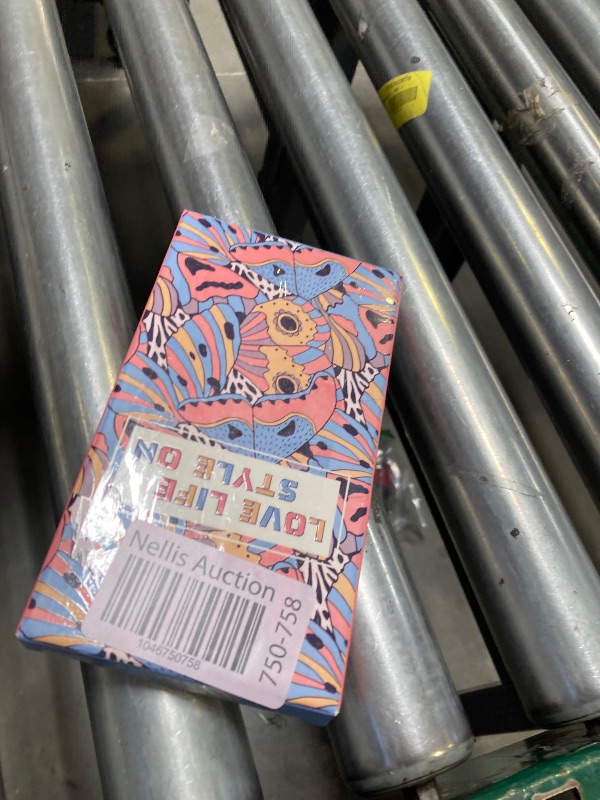 LOVE LIFE
STYLE ON
Nellis Auction
1046750758
750-758